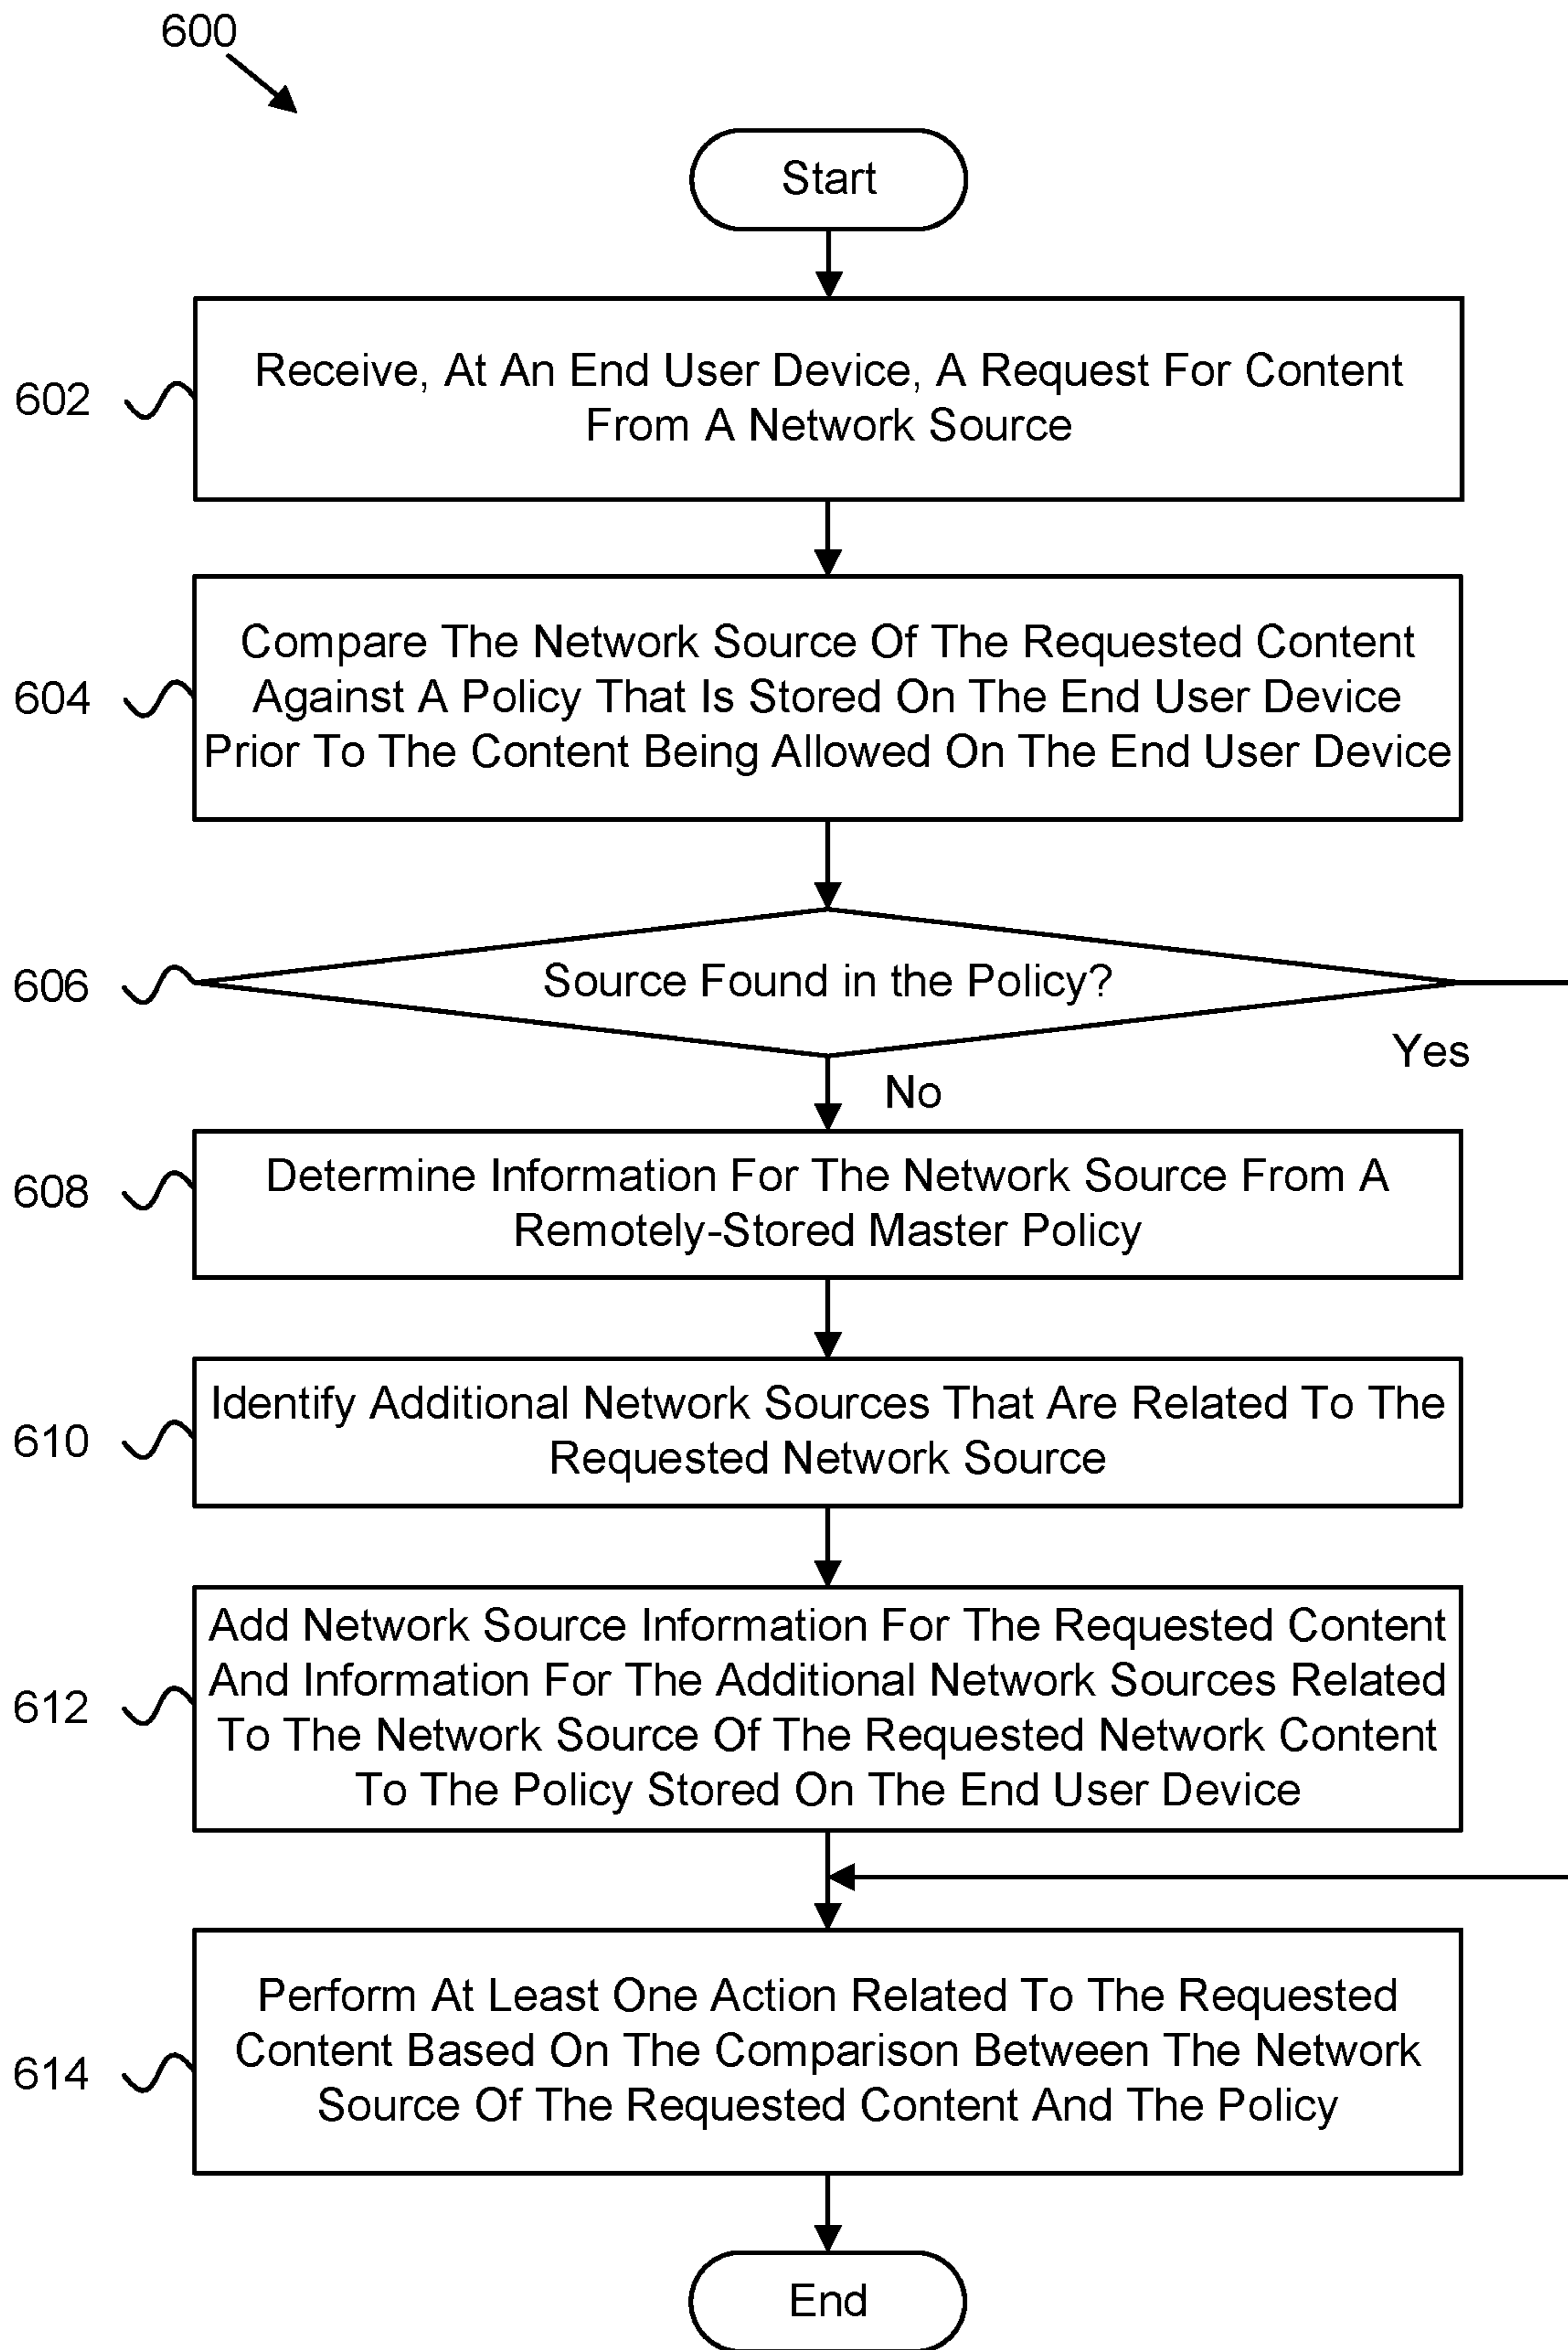 600
Start
602
Receive, At An End User Device, A Request For Content
From A Network Source
604
Compare The Network Source Of The Requested Content
Against A Policy That Is Stored On The End User Device
Prior To The Content Being Allowed On The End User Device
606
Source Found in the Policy?
Yes
No
608
Determine Information For The Network Source From A
Remotely-Stored Master Policy
610
Identify Additional Network Sources That Are Related To The
Requested Network Source
612
Add Network Source Information For The Requested Content
And Information For The Additional Network Sources Related
To The Network Source Of The Requested Network Content
To The Policy Stored On The End User Device
614
Perform At Least One Action Related To The Requested
Content Based On The Comparison Between The Network
Source Of The Requested Content And The Policy
End